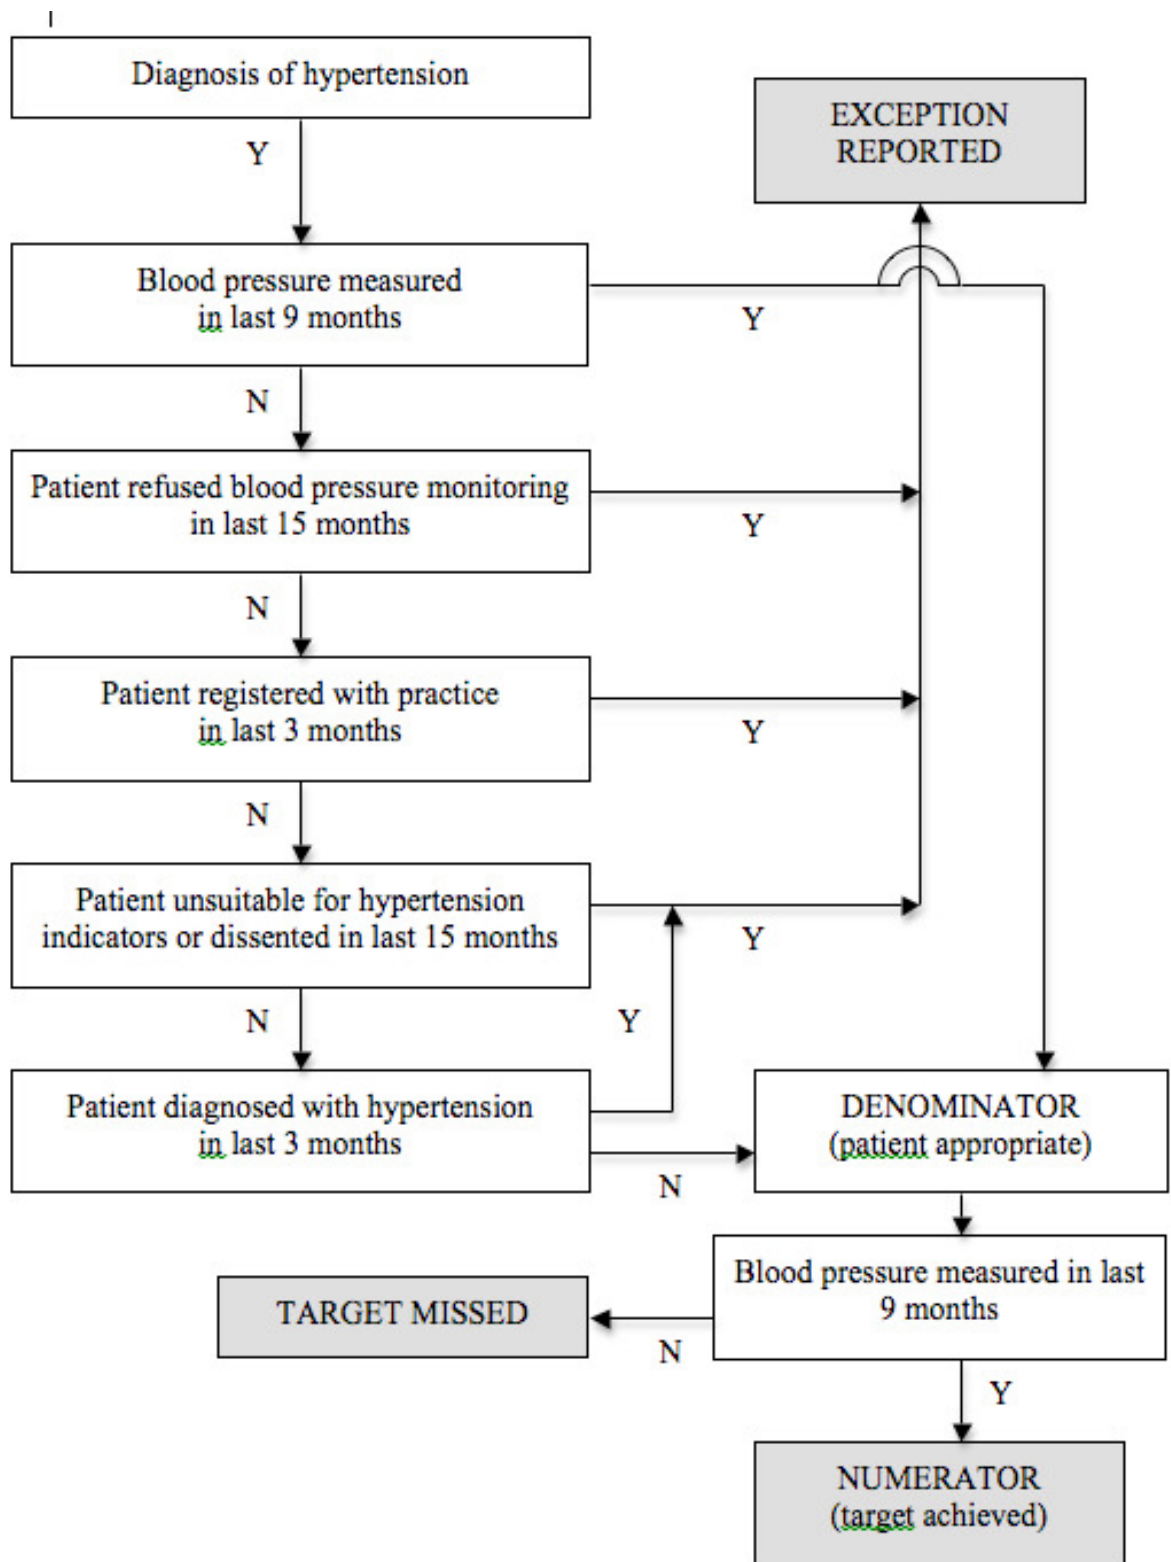 Diagnosis of hypertension
EXCEPTION
REPORTED
Y
Blood pressure measured
in last 9 months
Y
N
Patient refused blood pressure monitoring
in last 15 months
Y
N
Patient registered with practice
in last 3 months
Y
N
Patient unsuitable for hypertension
indicators or dissented in last 15 months
Y
N
Y
Patient diagnosed with hypertension
in last 3 months
N
DENOMINATOR
(patient appropriate)
Blood pressure measured in last
9 months
TARGET MISSED
N
Y
NUMERATOR
(target achieved)